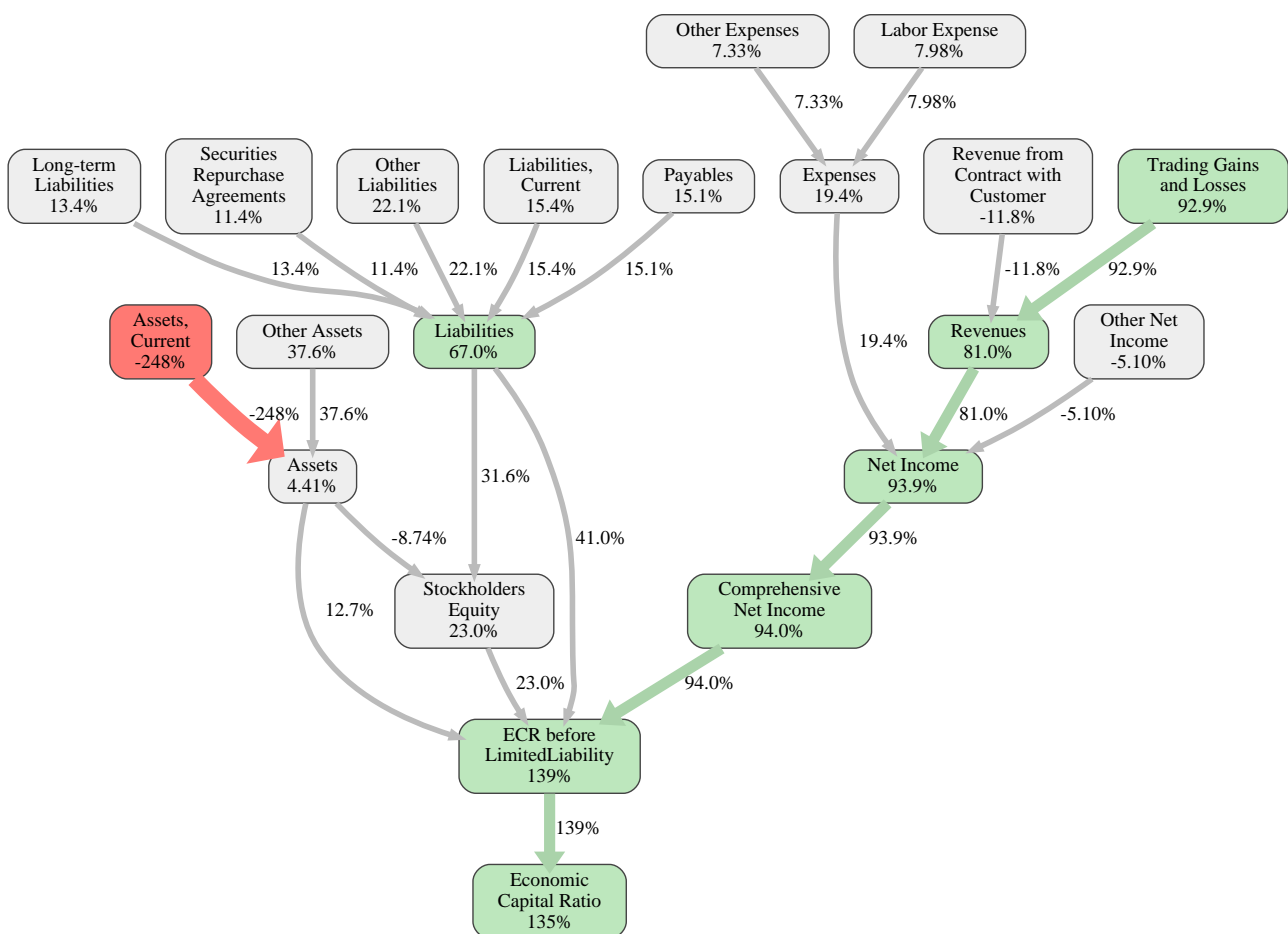 Other Expenses
7.33%
Labor Expense
7.98%
7.33%
7.98%
Long-term
Liabilities
13.4%
Securities
Repurchase
Agreements
11.4%
Other
Liabilities
22.1%
Liabilities,
Current
15.4%
Payables
15.1%
Expenses
19.4%
Revenue from
Contract with
Customer
-11.8%
Trading Gains
and Losses
92.9%
13.4%
11.4%
22.1%
15.4%
15.1%
-11.8%
92.9%
Assets,
Current
-248%
Other Assets
37.6%
Liabilities
67.0%
19.4%
Revenues
81.0%
Other Net
Income
-5.10%
-248%
37.6%
81.0%
-5.10%
Assets
4.41%
31.6%
Net Income
93.9%
-8.74%
41.0%
93.9%
12.7%
Stockholders
Equity
23.0%
Comprehensive
Net Income
94.0%
23.0%
94.0%
ECR before
LimitedLiability
139%
139%
Economic
Capital Ratio
135%